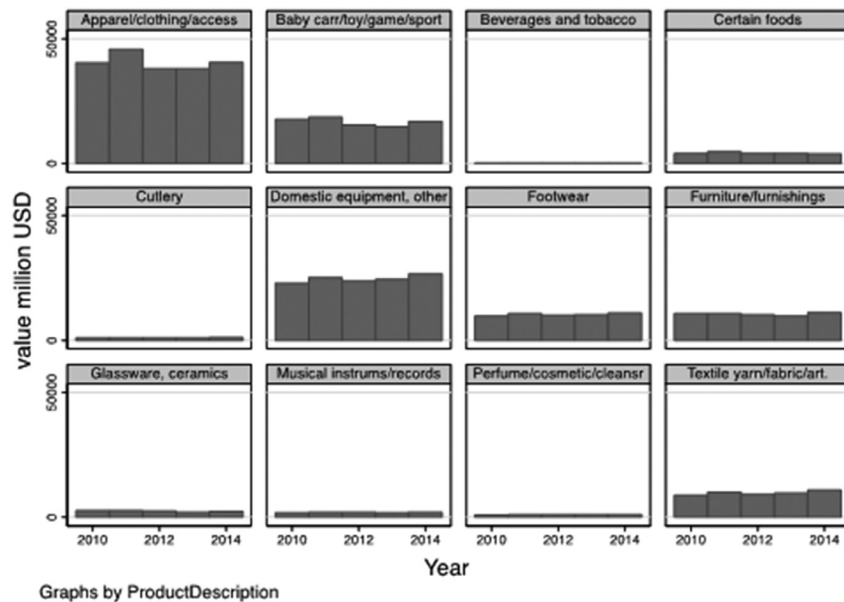 Apparel/clothing/access
Baby carr/toy/game/sport
Beverages and tobacco
Certain foods
50000
0
Cutlery
Domestic equipment, other
Footwear
Furniture/furnishings
50000
0
value million USD
Glassware, ceramics
Musical instrums/records
Perfume/cosmetic/cleansr
Textile yarn/fabric/art.
50000
0
2010 2012 2014
2010 2012 2014
2010 2012 2014
2010 2012 2014
Year
Graphs by ProductDescription